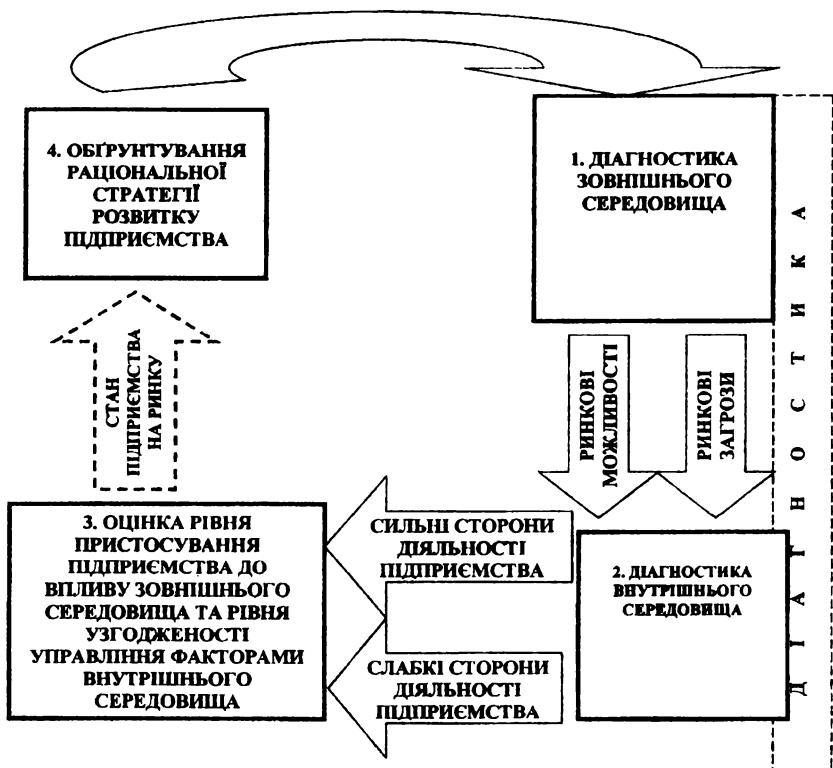 4. ОБҐРУНТУВАННЯ
РАЦІОНАЛЬНОЇ
СТРАТЕГІЇ
РОЗВИТКУ
ПІДПРИЄМСТВА
1. ДІАГНОСТИКА
ЗОВНІШНЬОГО
СЕРЕДОВИЩА
СТАН
ПІДПРИЄМСТВА
НА РИНКУ
РИНКОВІ
МОЖЛИВОСТІ
РИНКОВІ
ЗАГРОЗИ
ДІАГНОСТИКА
3. ОЦІНКА РІВНЯ
ПРИСТОСУВАННЯ
ПІДПРИЄМСТВА ДО
ВПЛИВУ ЗОВНІШНЬОГО
СЕРЕДОВИЩА ТА РІВНЯ
УЗГОДЖЕНОСТІ
УПРАВЛІННЯ ФАКТОРАМИ
ВНУТРІШНЬОГО
СЕРЕДОВИЩА
СИЛЬНІ СТОРОНИ
ДІЯЛЬНОСТІ
ПІДПРИЄМСТВА
СЛАБКІ СТОРОНИ
ДІЯЛЬНОСТІ
ПІДПРИЄМСТВА
2. ДІАГНОСТИКА
ВНУТРІШНЬОГО
СЕРЕДОВИЩА